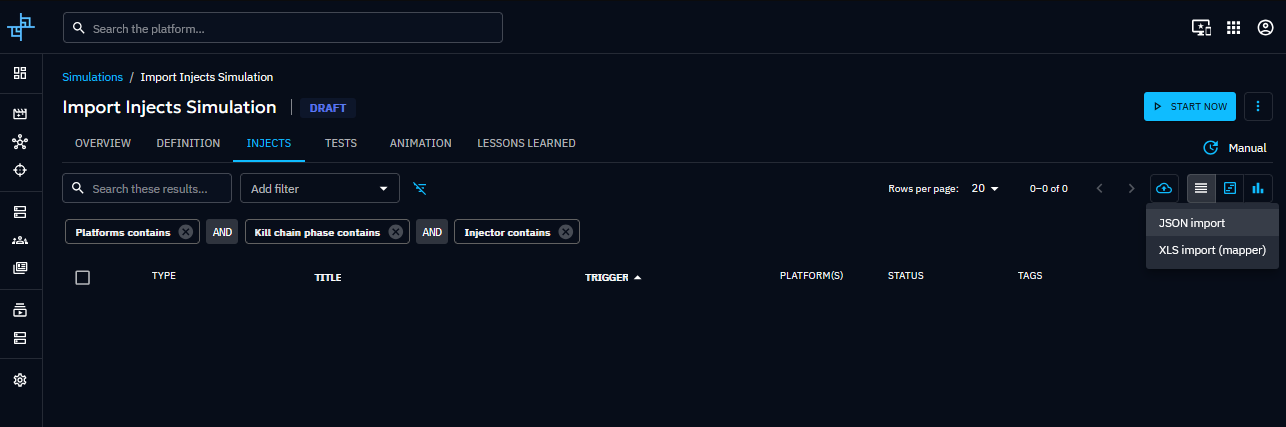 Search the platform...
Simulations / Import Injects Simulation
Import Injects Simulation DRAFT START NOW
OVERVIEW DEFINITION INJECTS TESTS ANIMATION LESSONS LEARNED Manual
Search these results... Add filter Rows per page: 20 0–0 of 0
JSON import
Platforms contains AND Kill chain phase contains AND Injector contains
XLS import (mapper)
TYPE TITLE TRIGGER PLATFORM(S) STATUS TAGS